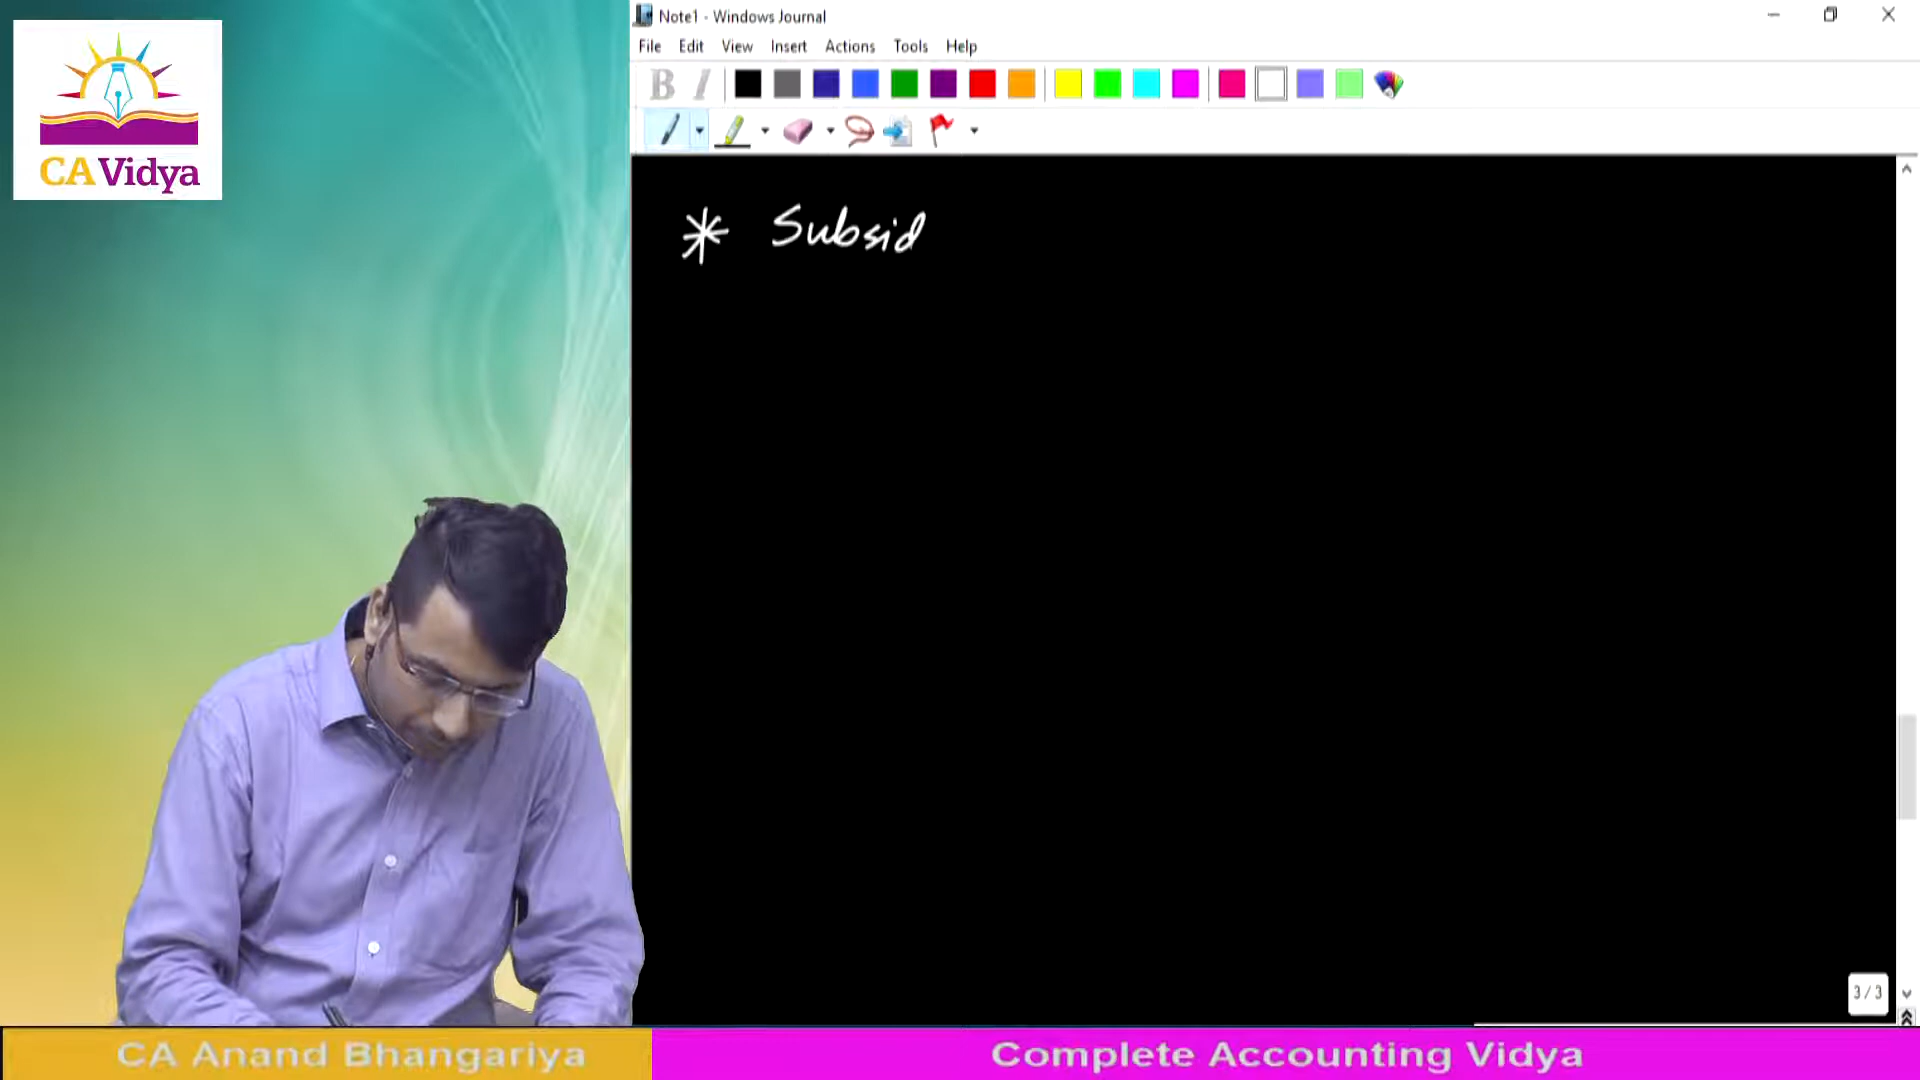 CA Vidya
Note1 - Windows Journal
File Edit View Insert Actions Tools Help
B I
* Subsid
3 / 3
CA Anand Bhangariya
Complete Accounting Vidya